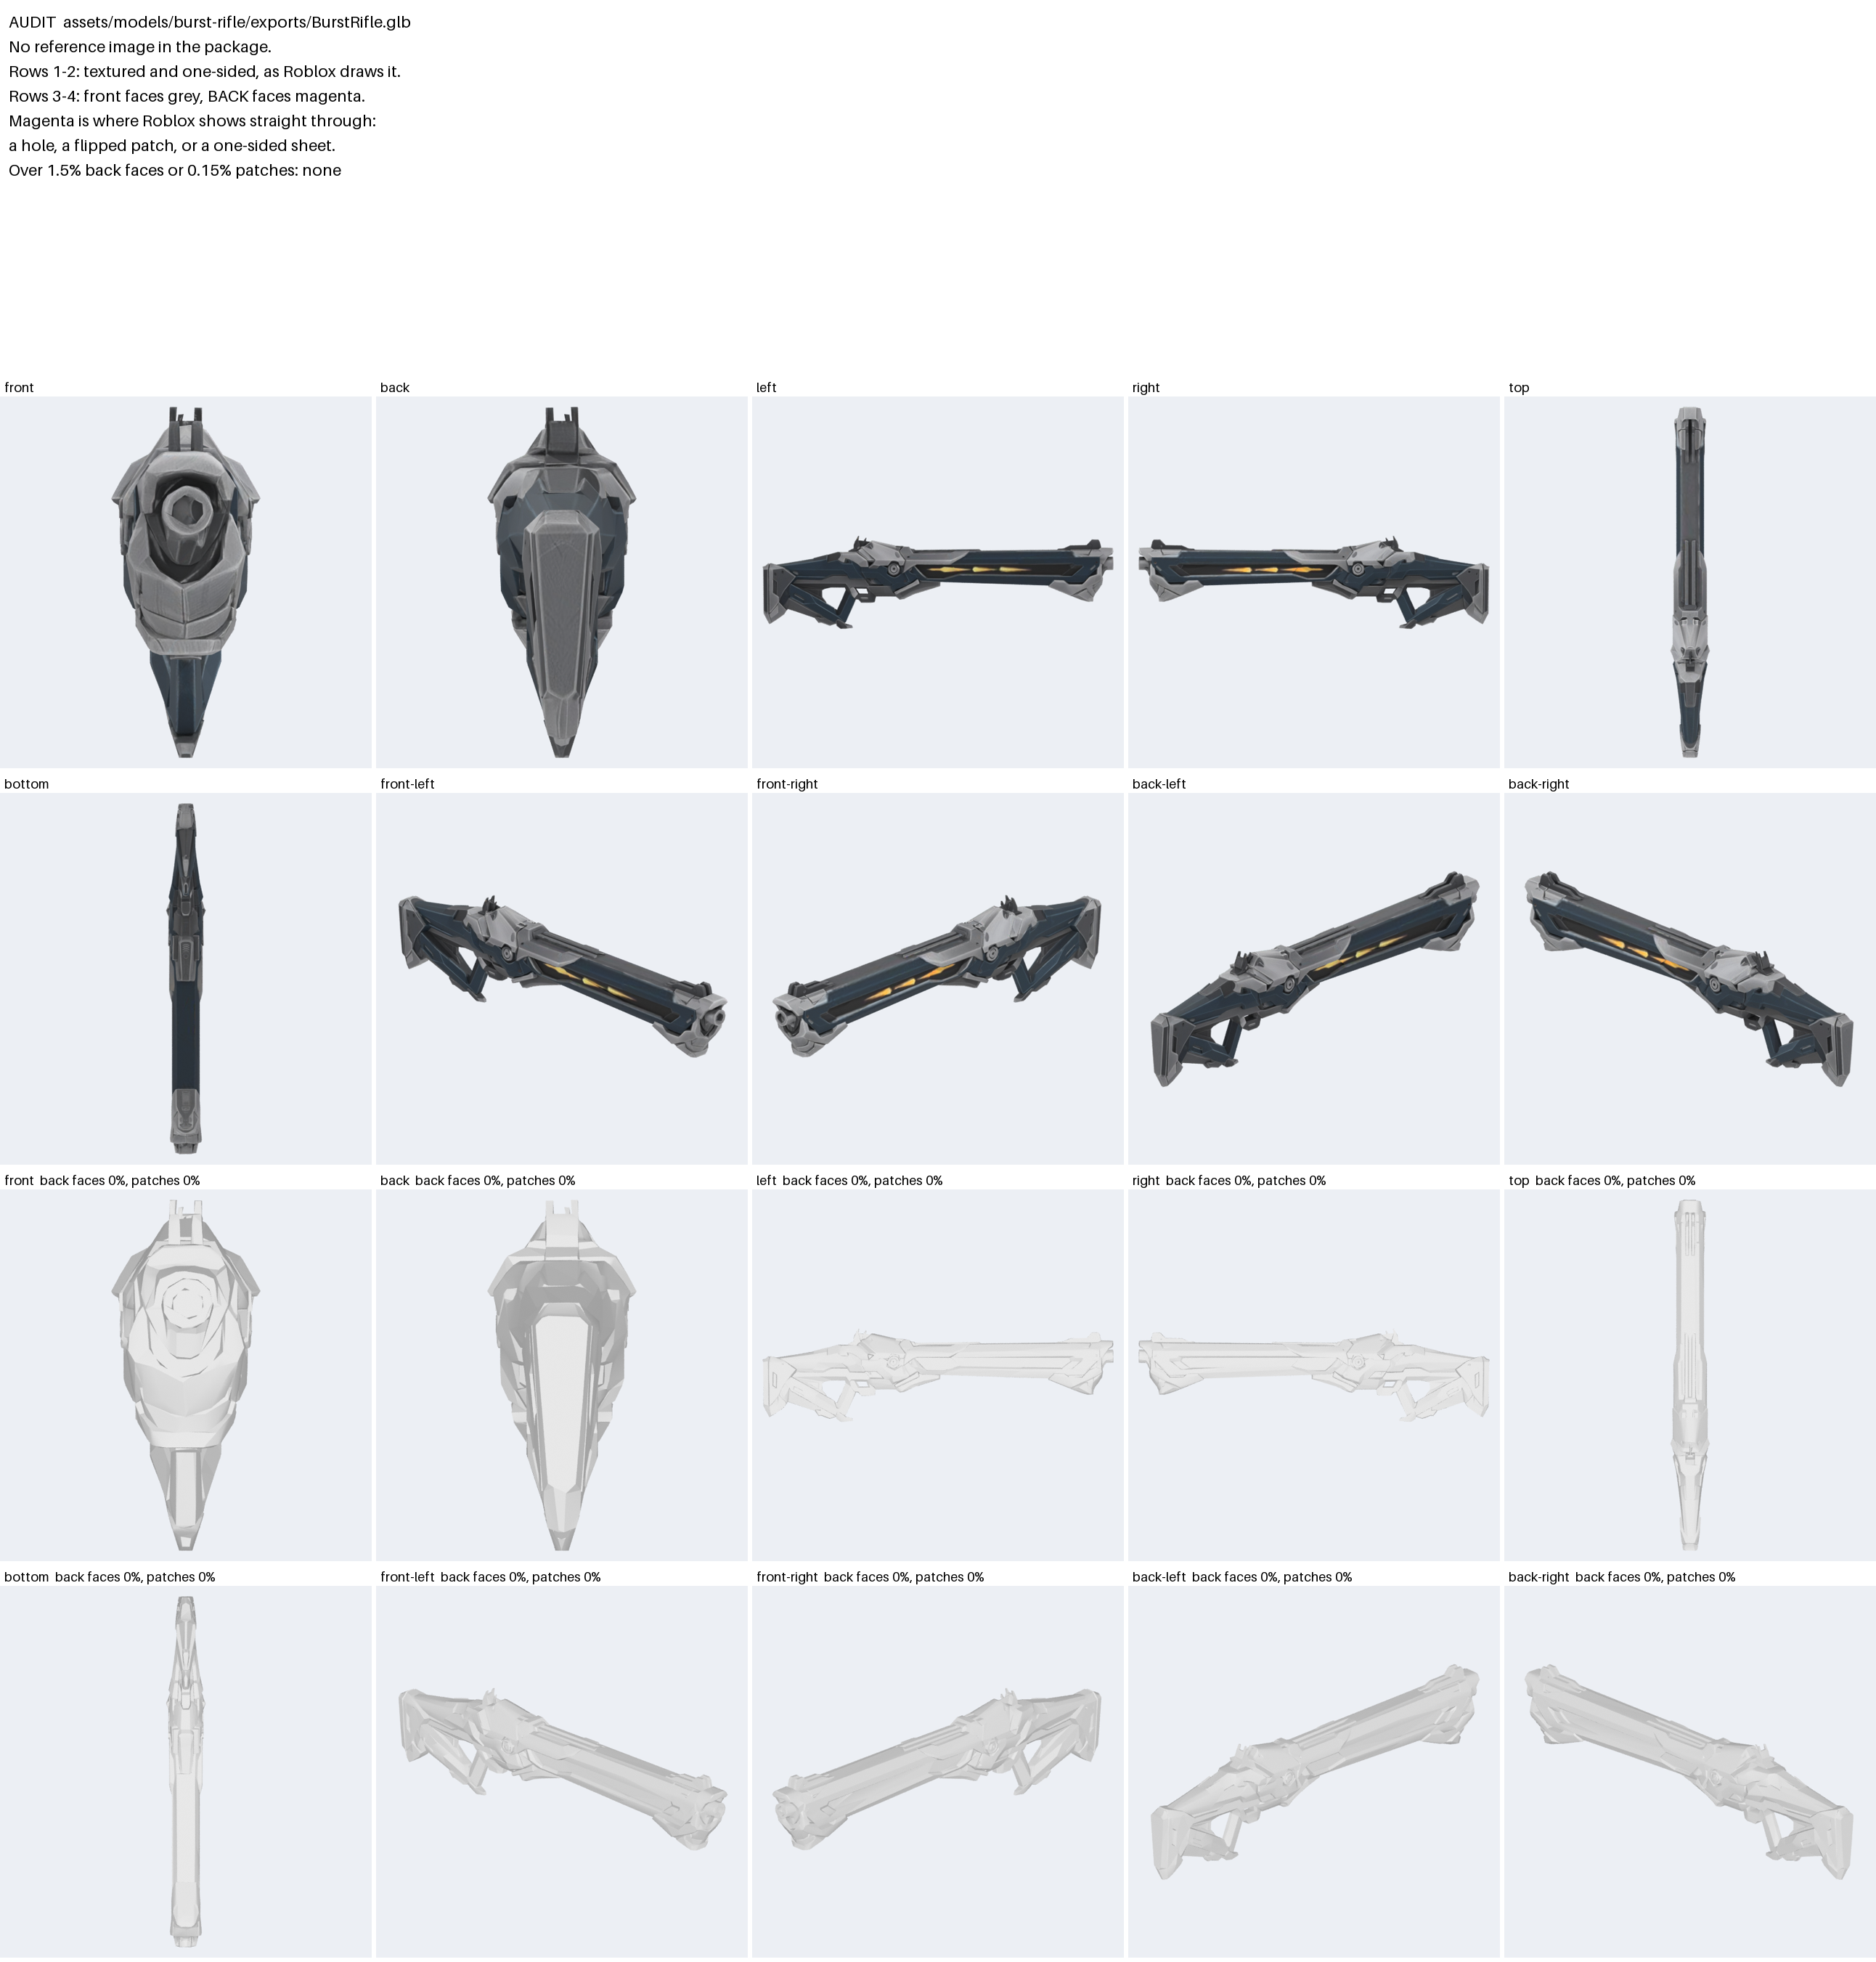 AUDIT  assets/models/burst-rifle/exports/BurstRifle.glb
No reference image in the package.
Rows 1-2: textured and one-sided, as Roblox draws it.
Rows 3-4: front faces grey, BACK faces magenta.
Magenta is where Roblox shows straight through:
a hole, a flipped patch, or a one-sided sheet.
Over 1.5% back faces or 0.15% patches: none
front
back
left
right
top
bottom
front-left
front-right
back-left
back-right
front  back faces 0%, patches 0%
back  back faces 0%, patches 0%
left  back faces 0%, patches 0%
right  back faces 0%, patches 0%
top  back faces 0%, patches 0%
bottom  back faces 0%, patches 0%
front-left  back faces 0%, patches 0%
front-right  back faces 0%, patches 0%
back-left  back faces 0%, patches 0%
back-right  back faces 0%, patches 0%